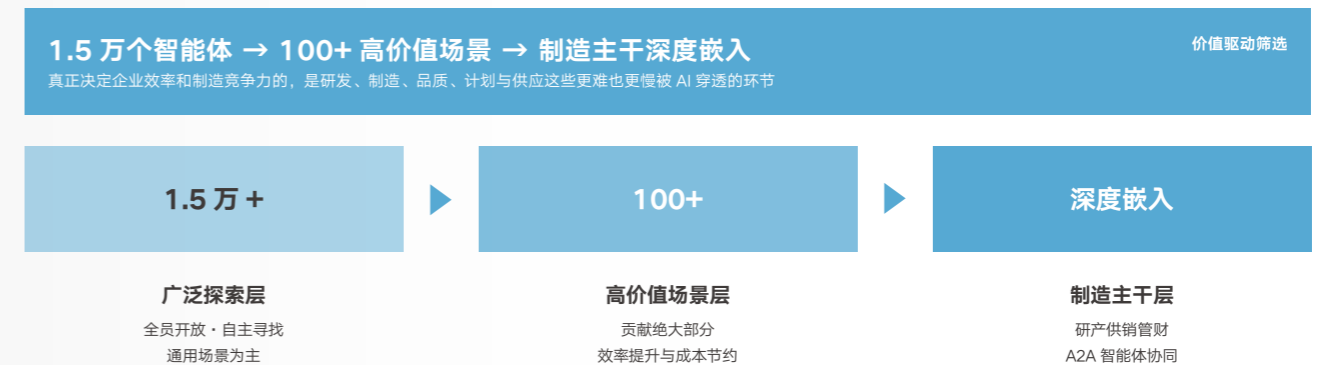 1.5 万个智能体 → 100+ 高价值场景 → 制造主干深度嵌入
价值驱动筛选
真正决定企业效率和制造竞争力的，是研发、制造、品质、计划与供应这些更难也更慢被 AI 穿透的环节
1.5 万 +
100+
深度嵌入
广泛探索层
高价值场景层
制造主干层
全员开放・自主寻找
贡献绝大部分
研产供销管财
通用场景为主
效率提升与成本节约
A2A 智能体协同